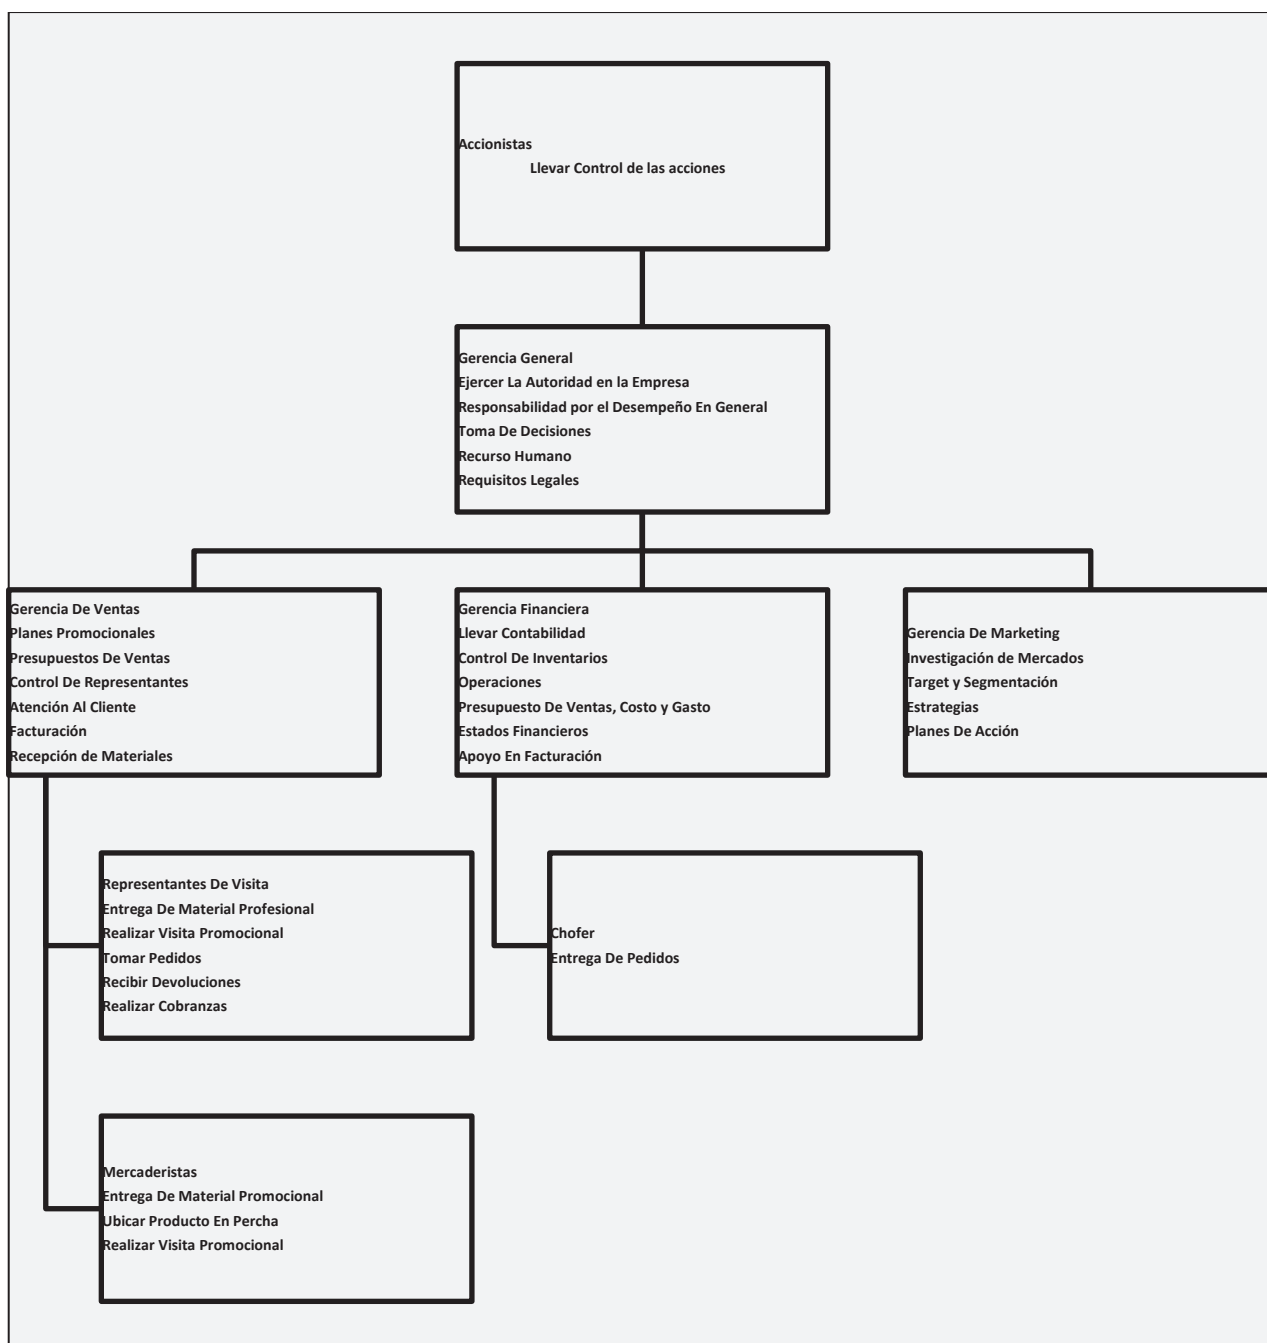 Accionistas
Llevar Control de las acciones
Gerencia General
Ejercer La Autoridad en la Empresa
Responsabilidad por el Desempeño En General
Toma De Decisiones
Recurso Humano
Requisitos Legales
Gerencia De Ventas
Planes Promocionales
Presupuestos De Ventas
Control De Representantes
Atención Al Cliente
Facturación
Recepción de Materiales
Gerencia Financiera
Llevar Contabilidad
Control De Inventarios
Operaciones
Presupuesto De Ventas, Costo y Gasto
Estados Financieros
Apoyo En Facturación
Gerencia De Marketing
Investigación de Mercados
Target y Segmentación
Estrategias
Planes De Acción
Representantes De Visita
Entrega De Material Profesional
Realizar Visita Promocional
Tomar Pedidos
Recibir Devoluciones
Realizar Cobranzas
Chofer
Entrega De Pedidos
Mercaderistas
Entrega De Material Promocional
Ubicar Producto En Percha
Realizar Visita Promocional